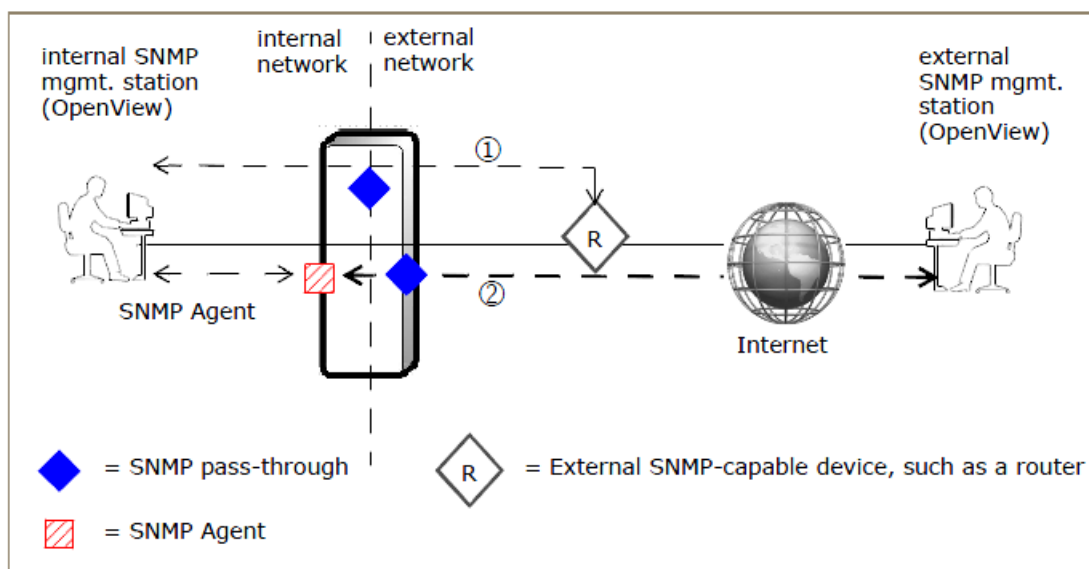 internal SNMP
mgmt. station
(OpenView)
internal
network
external
network
external
SNMP mgmt.
station
(OpenView)
①
R
②
SNMP Agent
Internet
= SNMP pass-through
R
= External SNMP-capable device, such as a router
= SNMP Agent